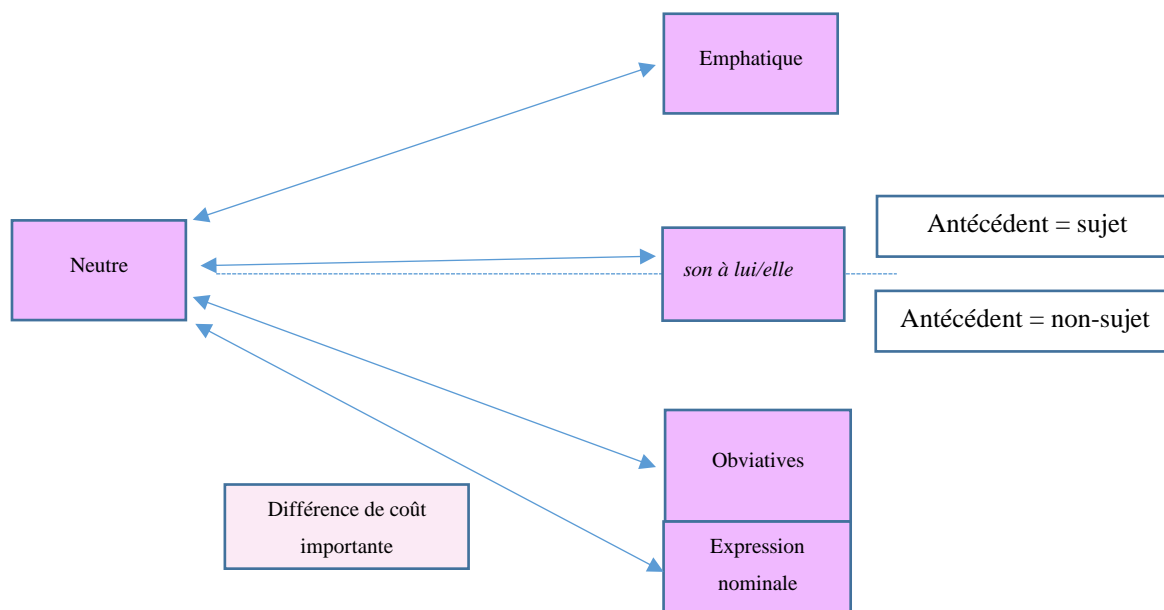 Emphatique
Antécédent = sujet
Neutre
son à lui/elle
Antécédent = non-sujet
Obviatives
Différence de coût
importante
Expression
nominale